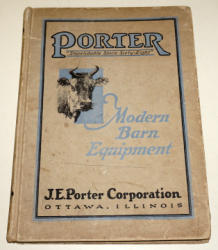 PORTER
"Dependable Since Sixty-Eight"
Modern
Barn
Equipment
J.E. Porter Corporation
OTTAWA, ILLINOIS